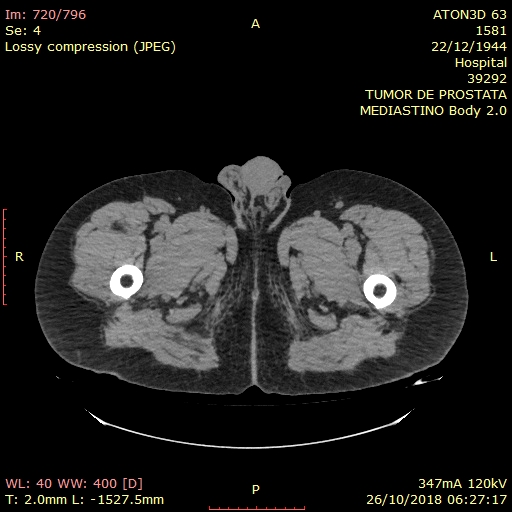 Im: 720/796
Se: 4
Lossy compression (JPEG)
A
ATON3D 63
1581
22/12/1944
Hospital
39292
TUMOR DE PROSTATA
MEDIASTINO Body 2.0
R
L
WL: 40 WW: 400 [D]
T: 2.0mm L: -1527.5mm
P
347mA 120kV
26/10/2018 06:27:17